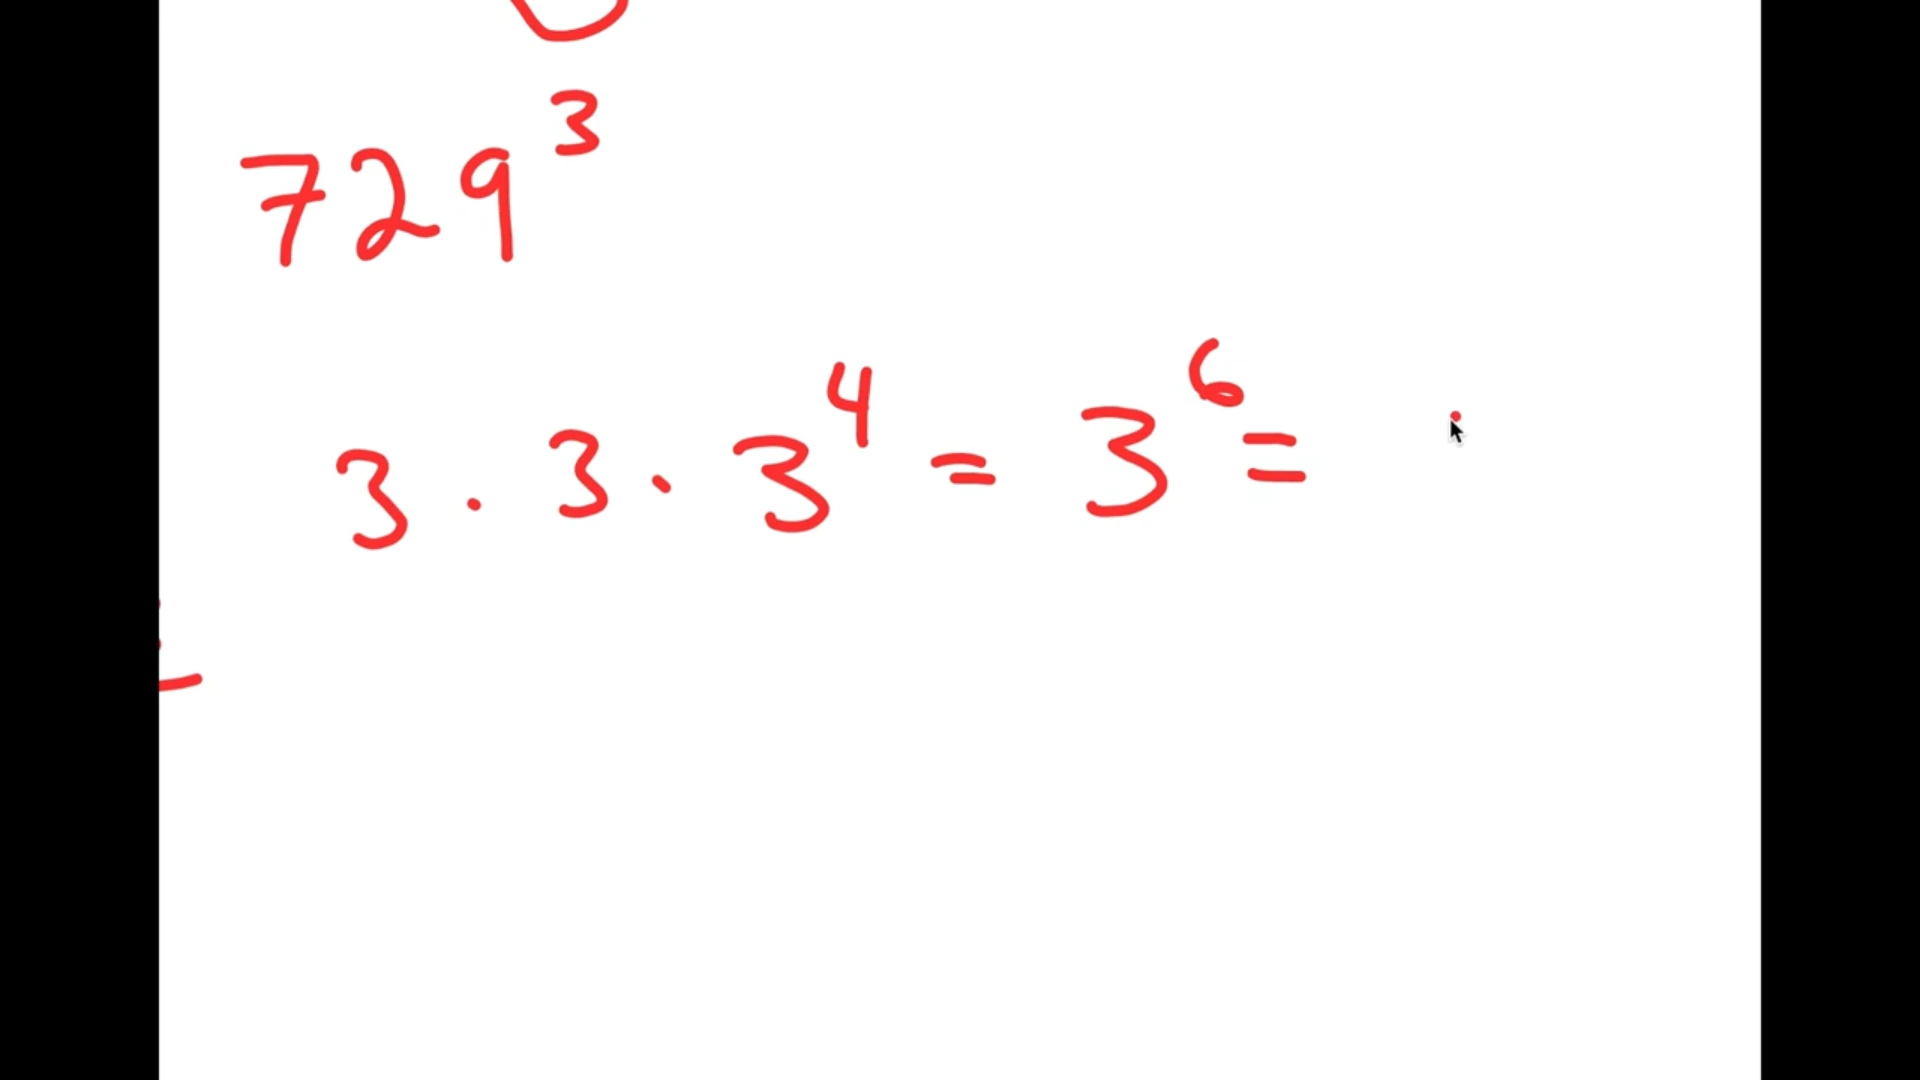 729³
3 · 3 · 3⁴ = 3⁶ =